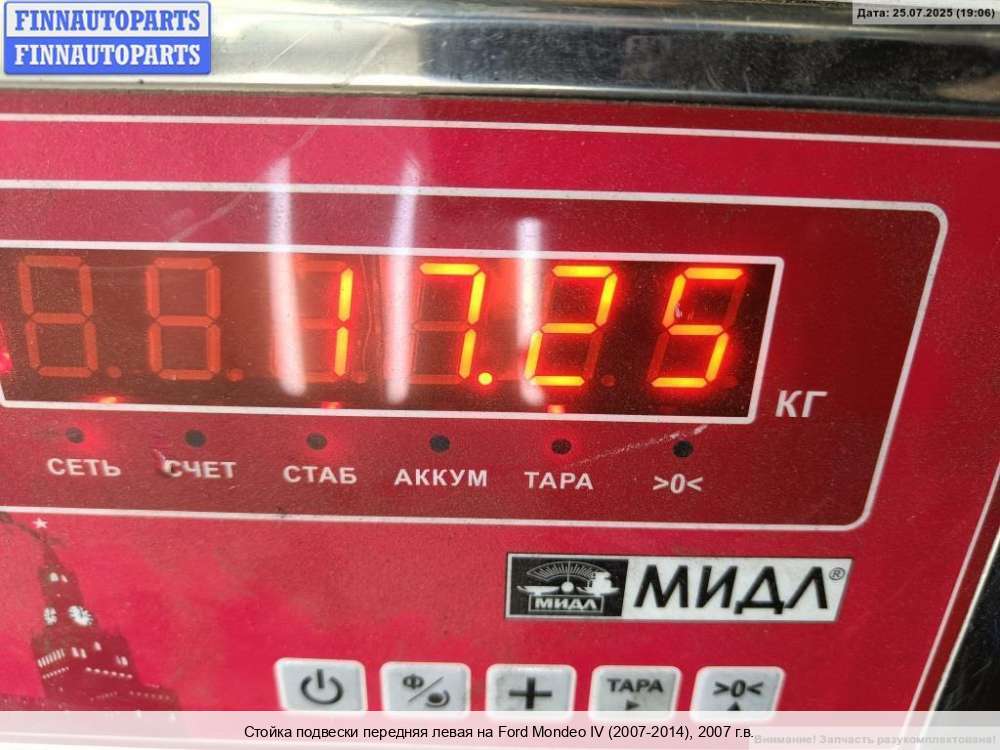 FINNAUTOPARTS
FINNAUTOPARTS
Дата: 25.07.2025 (19:06)
17.25
КГ
СЕТЬ СЧЕТ СТАБ АККУМ ТАРА >0<
МИДЛ
МИДЛ®
Ф ТАРА >0<
Стойка подвески передняя левая на Ford Mondeo IV (2007-2014), 2007 г.в.
Внимание! Запчасть разукомплектована!